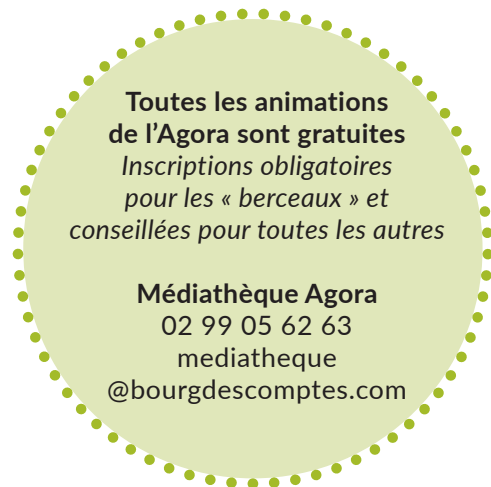 Toutes les animations
de l’Agora sont gratuites
Inscriptions obligatoires
pour les « berceaux » et
conseillées pour toutes les autres
Médiathèque Agora
02 99 05 62 63
mediatheque
@bourgdescomptes.com